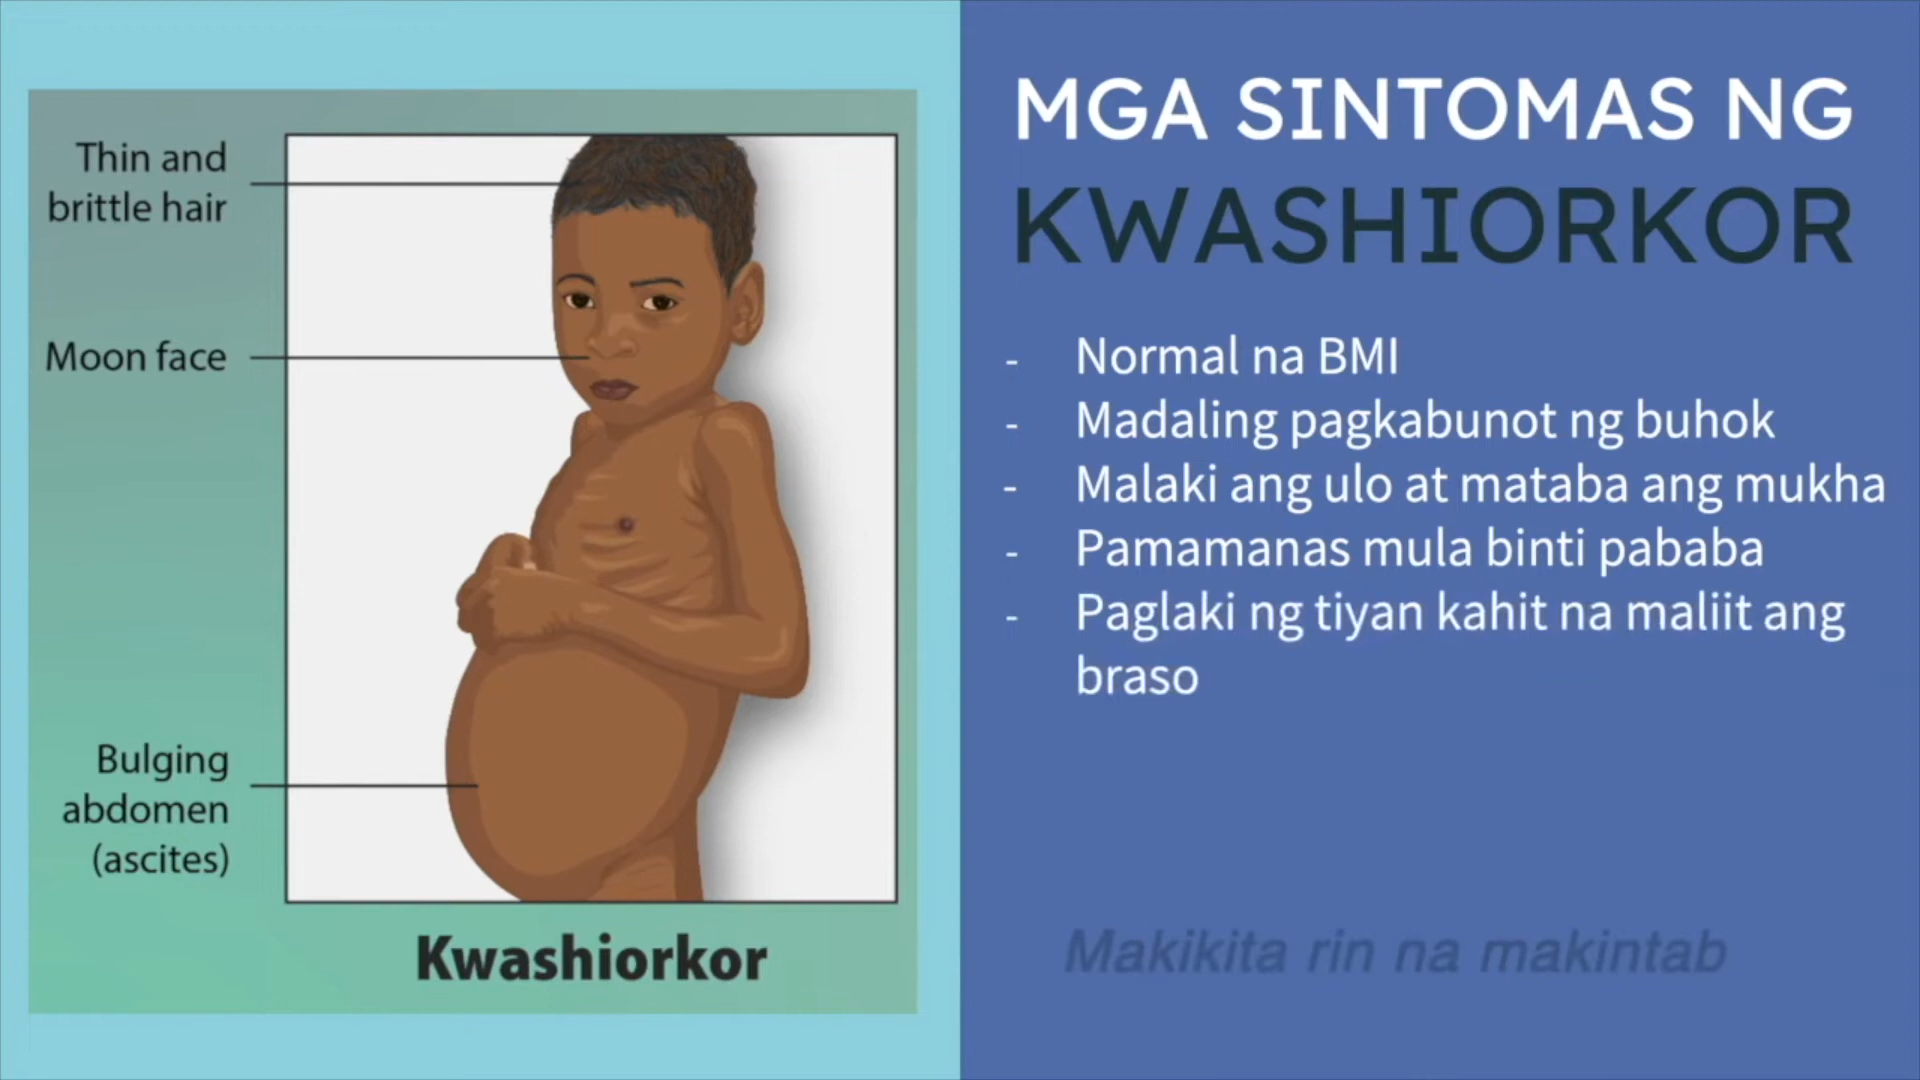 Thin and
brittle hair
Moon face
Bulging
abdomen
(ascites)
Kwashiorkor
MGA SINTOMAS NG
KWASHIORKOR
- Normal na BMI
- Madaling pagkabunot ng buhok
- Malaki ang ulo at mataba ang mukha
- Pamamanas mula binti pababa
- Paglaki ng tiyan kahit na maliit ang
braso
Makikita rin na makintab